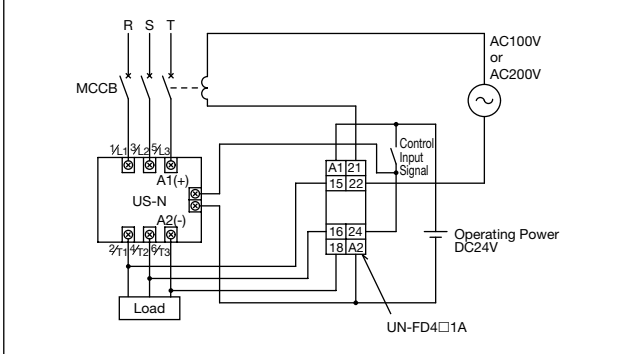 R S T
AC100V
or
AC200V
MCCB
1/L1 3/L2 5/L3
Control
Input
Signal
A1 21
A1(+)
15 22
US-N
A2(-)
16 24
Operating Power
DC24V
18 A2
2/T1 4/T2 6/T3
Load
UN-FD4□1A